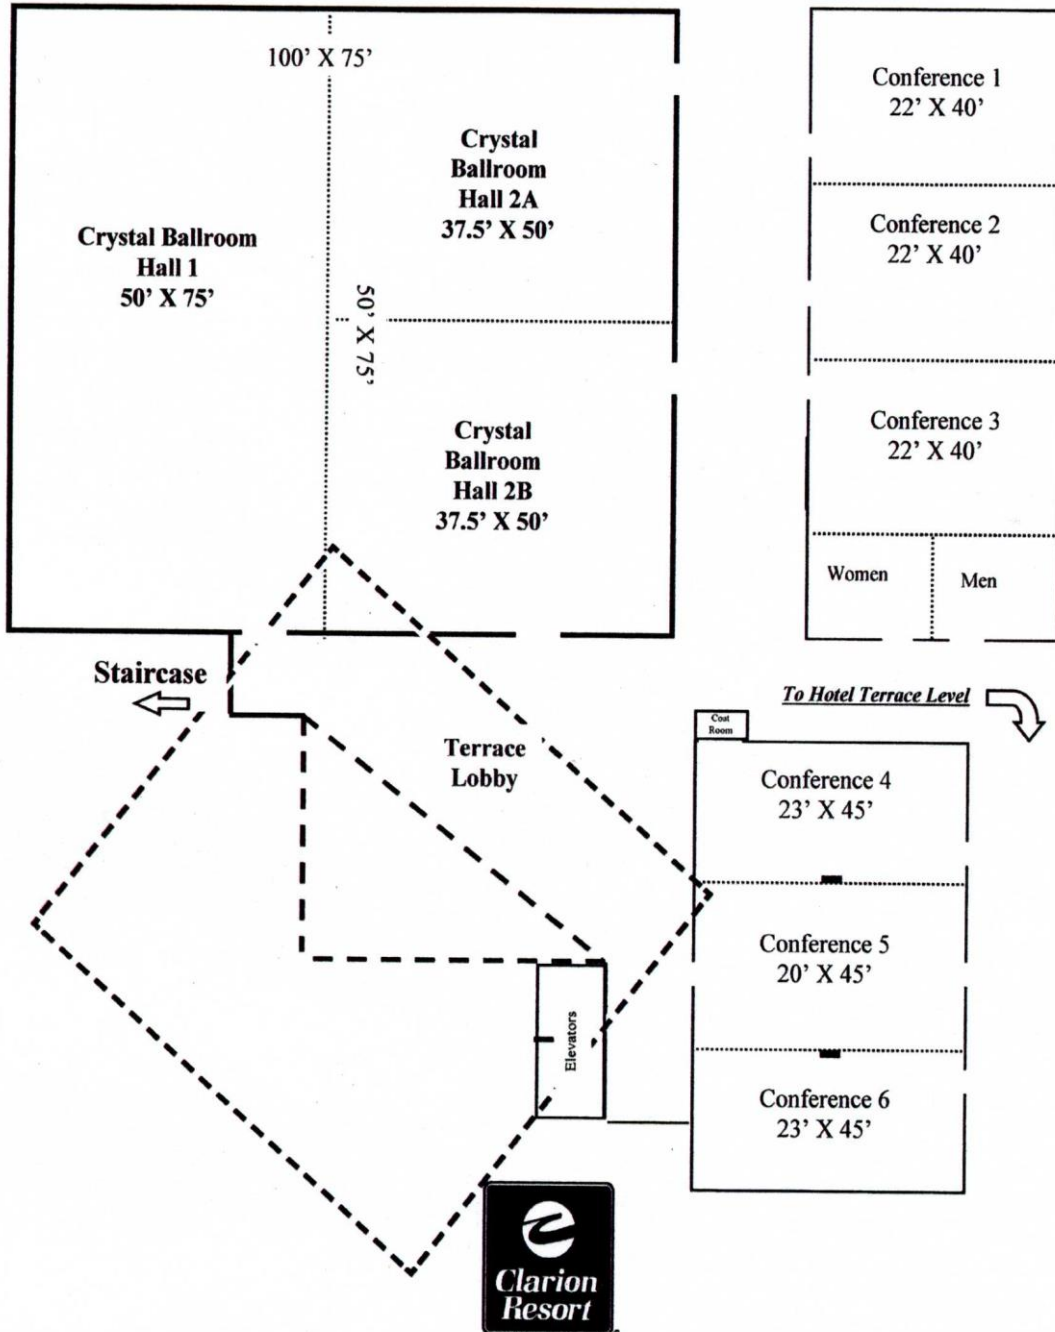 100' X 75'
Crystal Ballroom
Hall 1
50' X 75'
Crystal
Ballroom
Hall 2A
37.5' X 50'
50' X 75'
Crystal
Ballroom
Hall 2B
37.5' X 50'
Conference 1
22' X 40'
Conference 2
22' X 40'
Conference 3
22' X 40'
Women
Men
Staircase
To Hotel Terrace Level
Terrace
Lobby
Coat
Room
Conference 4
23' X 45'
Conference 5
20' X 45'
Elevators
Conference 6
23' X 45'
Clarion
Resort